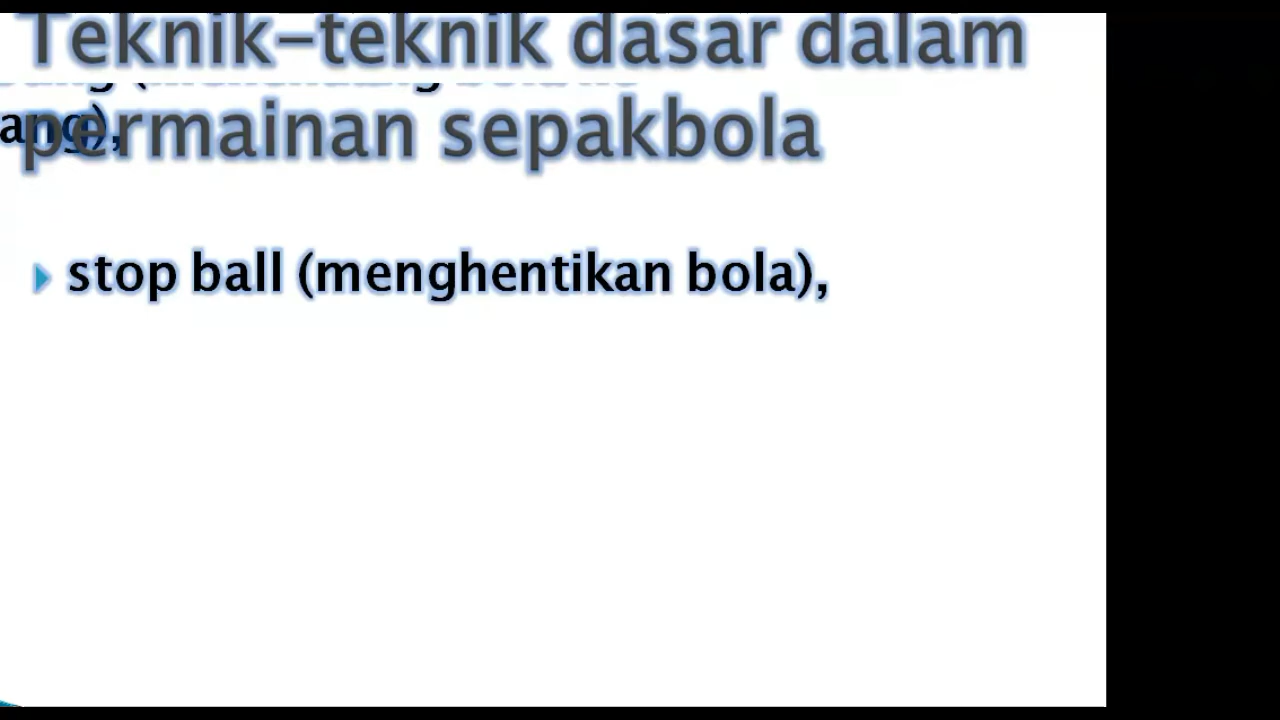 Teknik-teknik dasar dalam
permainan sepakbola
stop ball (menghentikan bola),